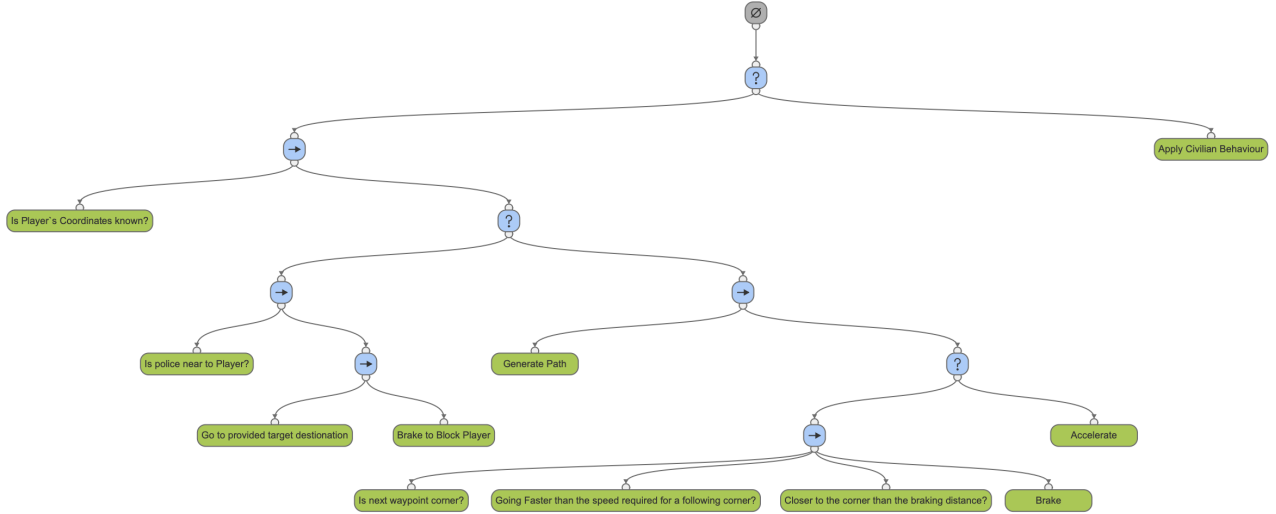 Ø
?
→
Apply Civilian Behaviour
Is Player`s Coordinates known?
?
→
→
Is police near to Player?
→
Generate Path
?
Go to provided target destionation
Brake to Block Player
→
Accelerate
Is next waypoint corner?
Going Faster than the speed required for a following corner?
Closer to the corner than the braking distance?
Brake